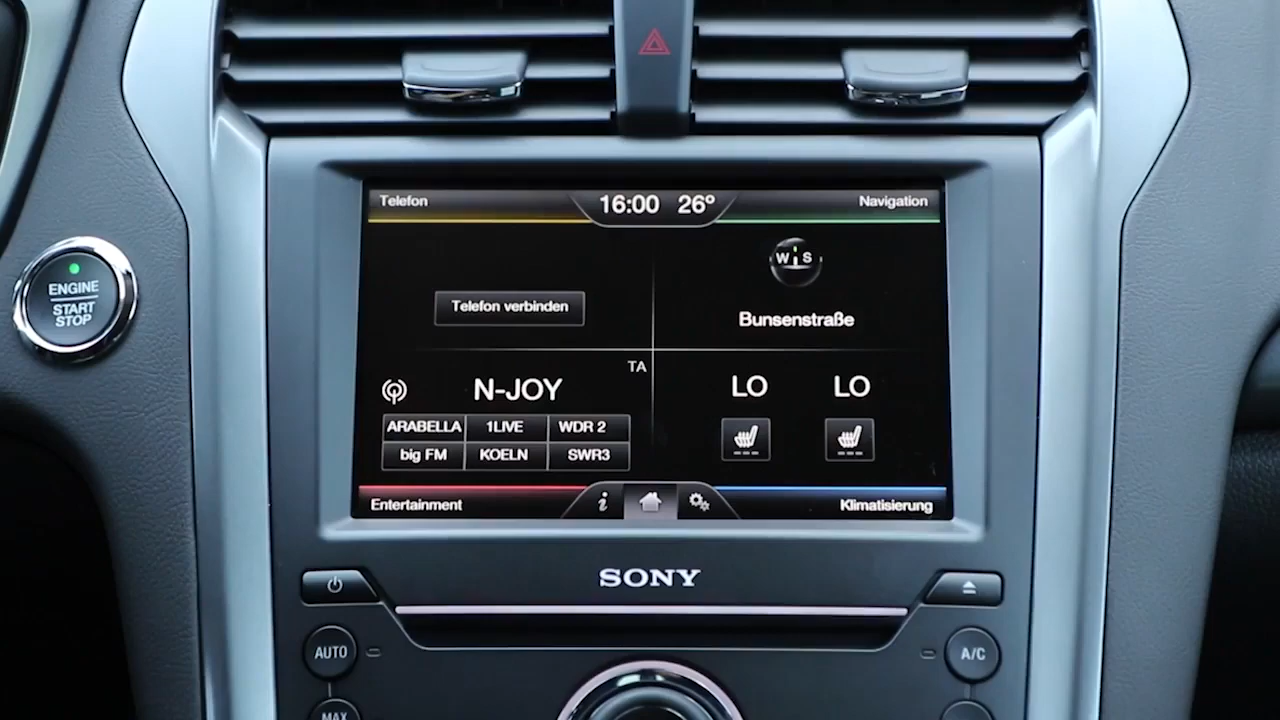 Telefon
16:00 26°
Navigation
W S
Telefon verbinden
Bunsenstraße
TA
N-JOY
LO LO
ARABELLA 1LIVE WDR 2
big FM KOELN SWR3
Entertainment
i
Klimatisierung
ENGINE
START
STOP
SONY
AUTO
A/C
MAX